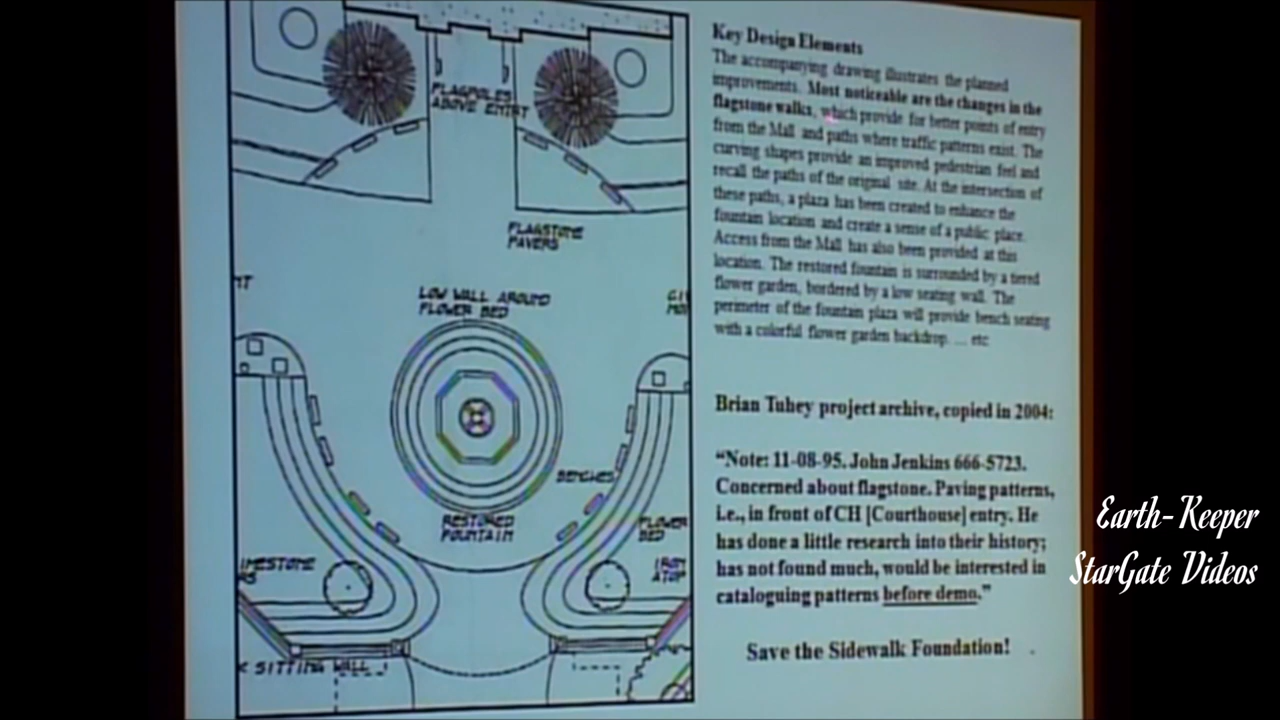 FLAGPOLES
ABOVE ENTRY
FLAGSTONE
PAVERS
LOW WALL AROUND
FLOWER BED
BENCHES
RESTORED
FOUNTAIN
FLOWER
BED
IMESTONE
SITTING WALL
Key Design Elements
The accompanying drawing illustrates the planned
improvements. Most noticeable are the changes in the
flagstone walks, which provide for better points of entry
from the Mall and paths where traffic patterns exist. The
curving shapes provide an improved pedestrian feel and
recall the paths of the original site. At the intersection of
these paths, a plaza has been created to enhance the
fountain location and create a sense of a public place.
Access from the Mall has also been provided at this
location. The restored fountain is surrounded by a tiered
flower garden, bordered by a low seating wall. The
perimeter of the fountain plaza will provide bench seating
with a colorful flower garden backdrop. ... etc
Brian Tuhey project archive, copied in 2004:
“Note: 11-08-95. John Jenkins 666-5723.
Concerned about flagstone. Paving patterns,
i.e., in front of CH [Courthouse] entry. He
has done a little research into their history;
has not found much, would be interested in
cataloguing patterns before demo.”
Save the Sidewalk Foundation!
Earth-Keeper
StarGate Videos